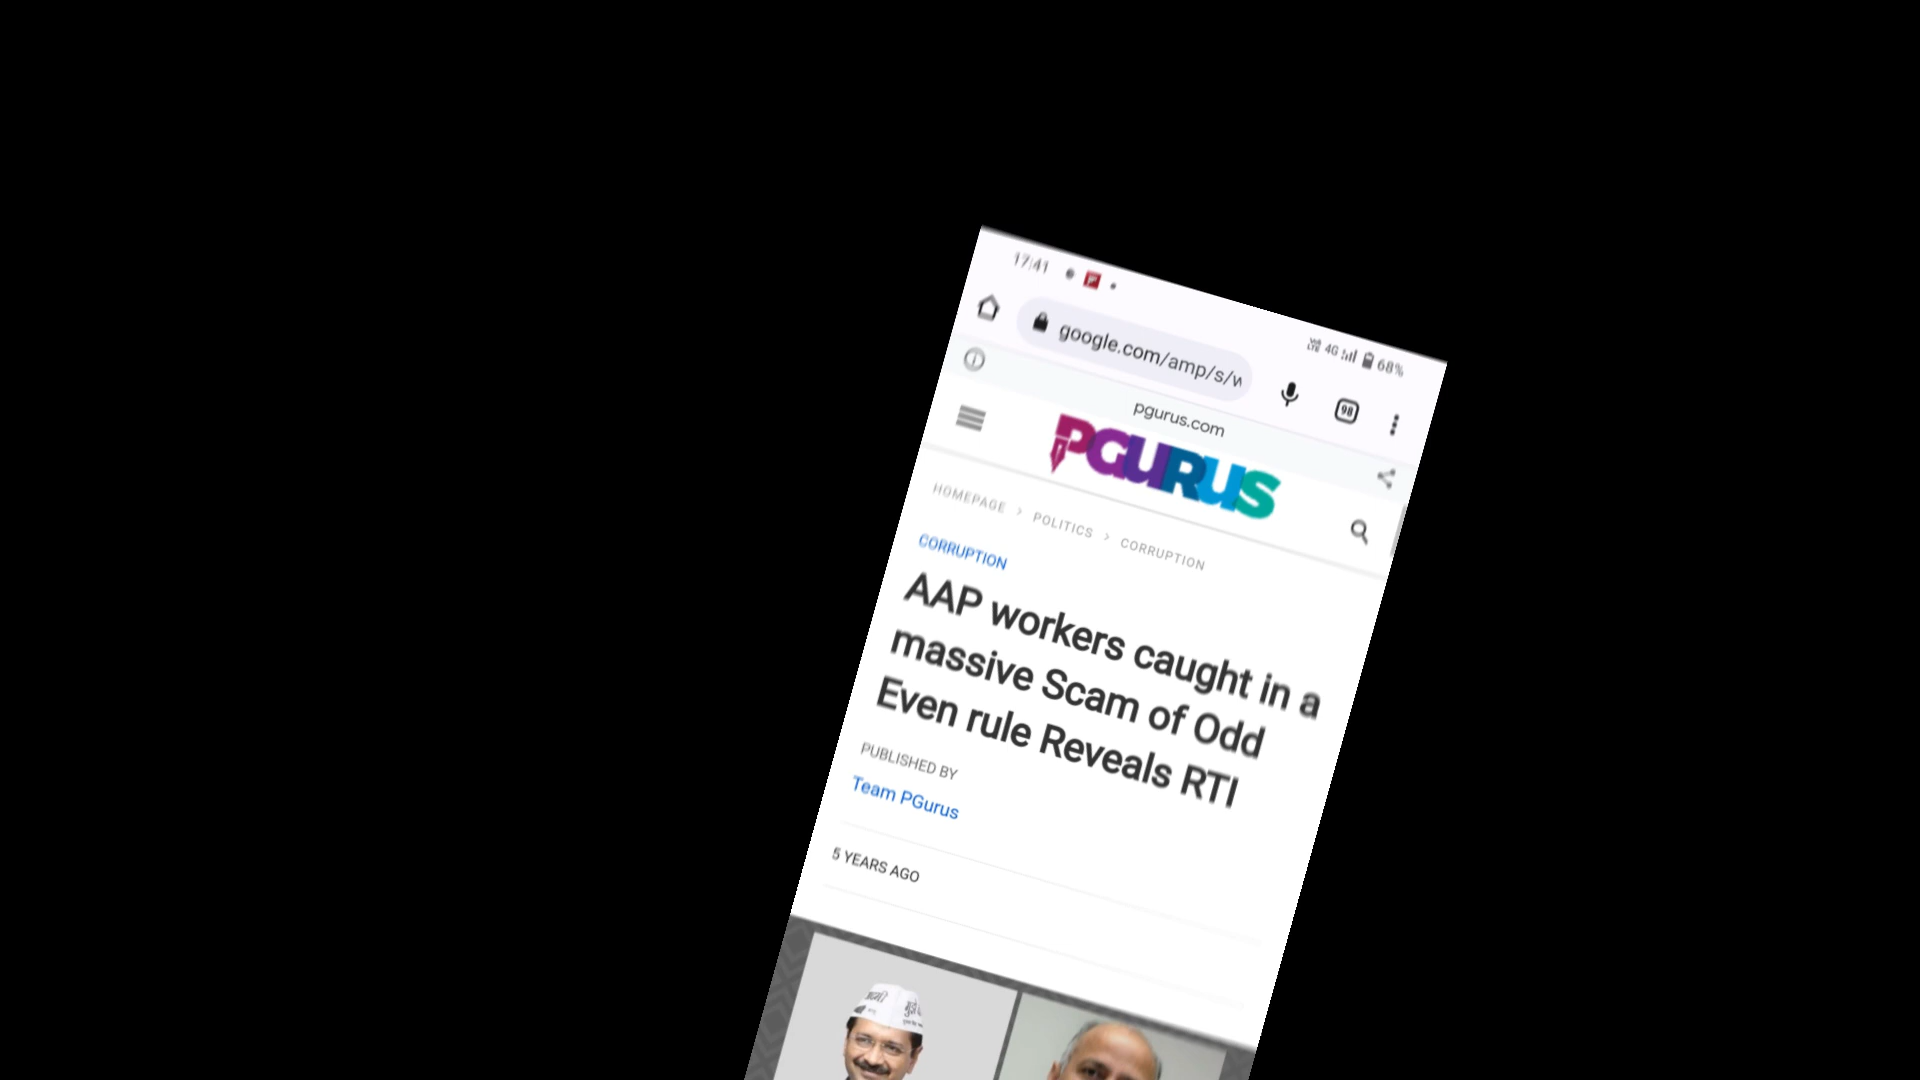 17:41
4G 68%
google.com/amp/s/w
98
pgurus.com
PGURUS
HOMEPAGE > POLITICS > CORRUPTION
CORRUPTION
AAP workers caught in a
massive Scam of Odd
Even rule Reveals RTI
PUBLISHED BY
Team PGurus
5 YEARS AGO